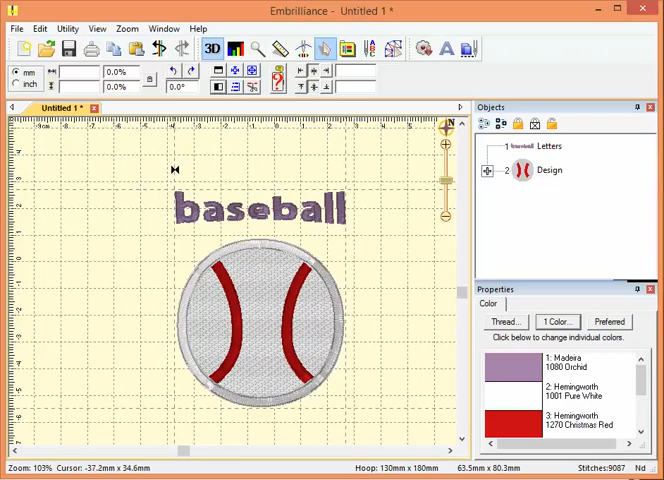 Embrilliance - Untitled 1 *
File Edit Utility View Zoom Window Help
3D
ABC
A
mm
inch
0.0%
0.0%
0.0°
Untitled 1 *
N
baseball
Objects
1 Letters
2 Design
Properties
Color
Thread... 1 Color... Preferred
Click below to change individual colors.
1: Madeira
1080 Orchid
2: Hemingworth
1001 Pure White
3: Hemingworth
1270 Christmas Red
Zoom: 103% Cursor: -37.2mm x 34.6mm Hoop: 130mm x 180mm 63.5mm x 80.3mm Stitches:9087 Nd